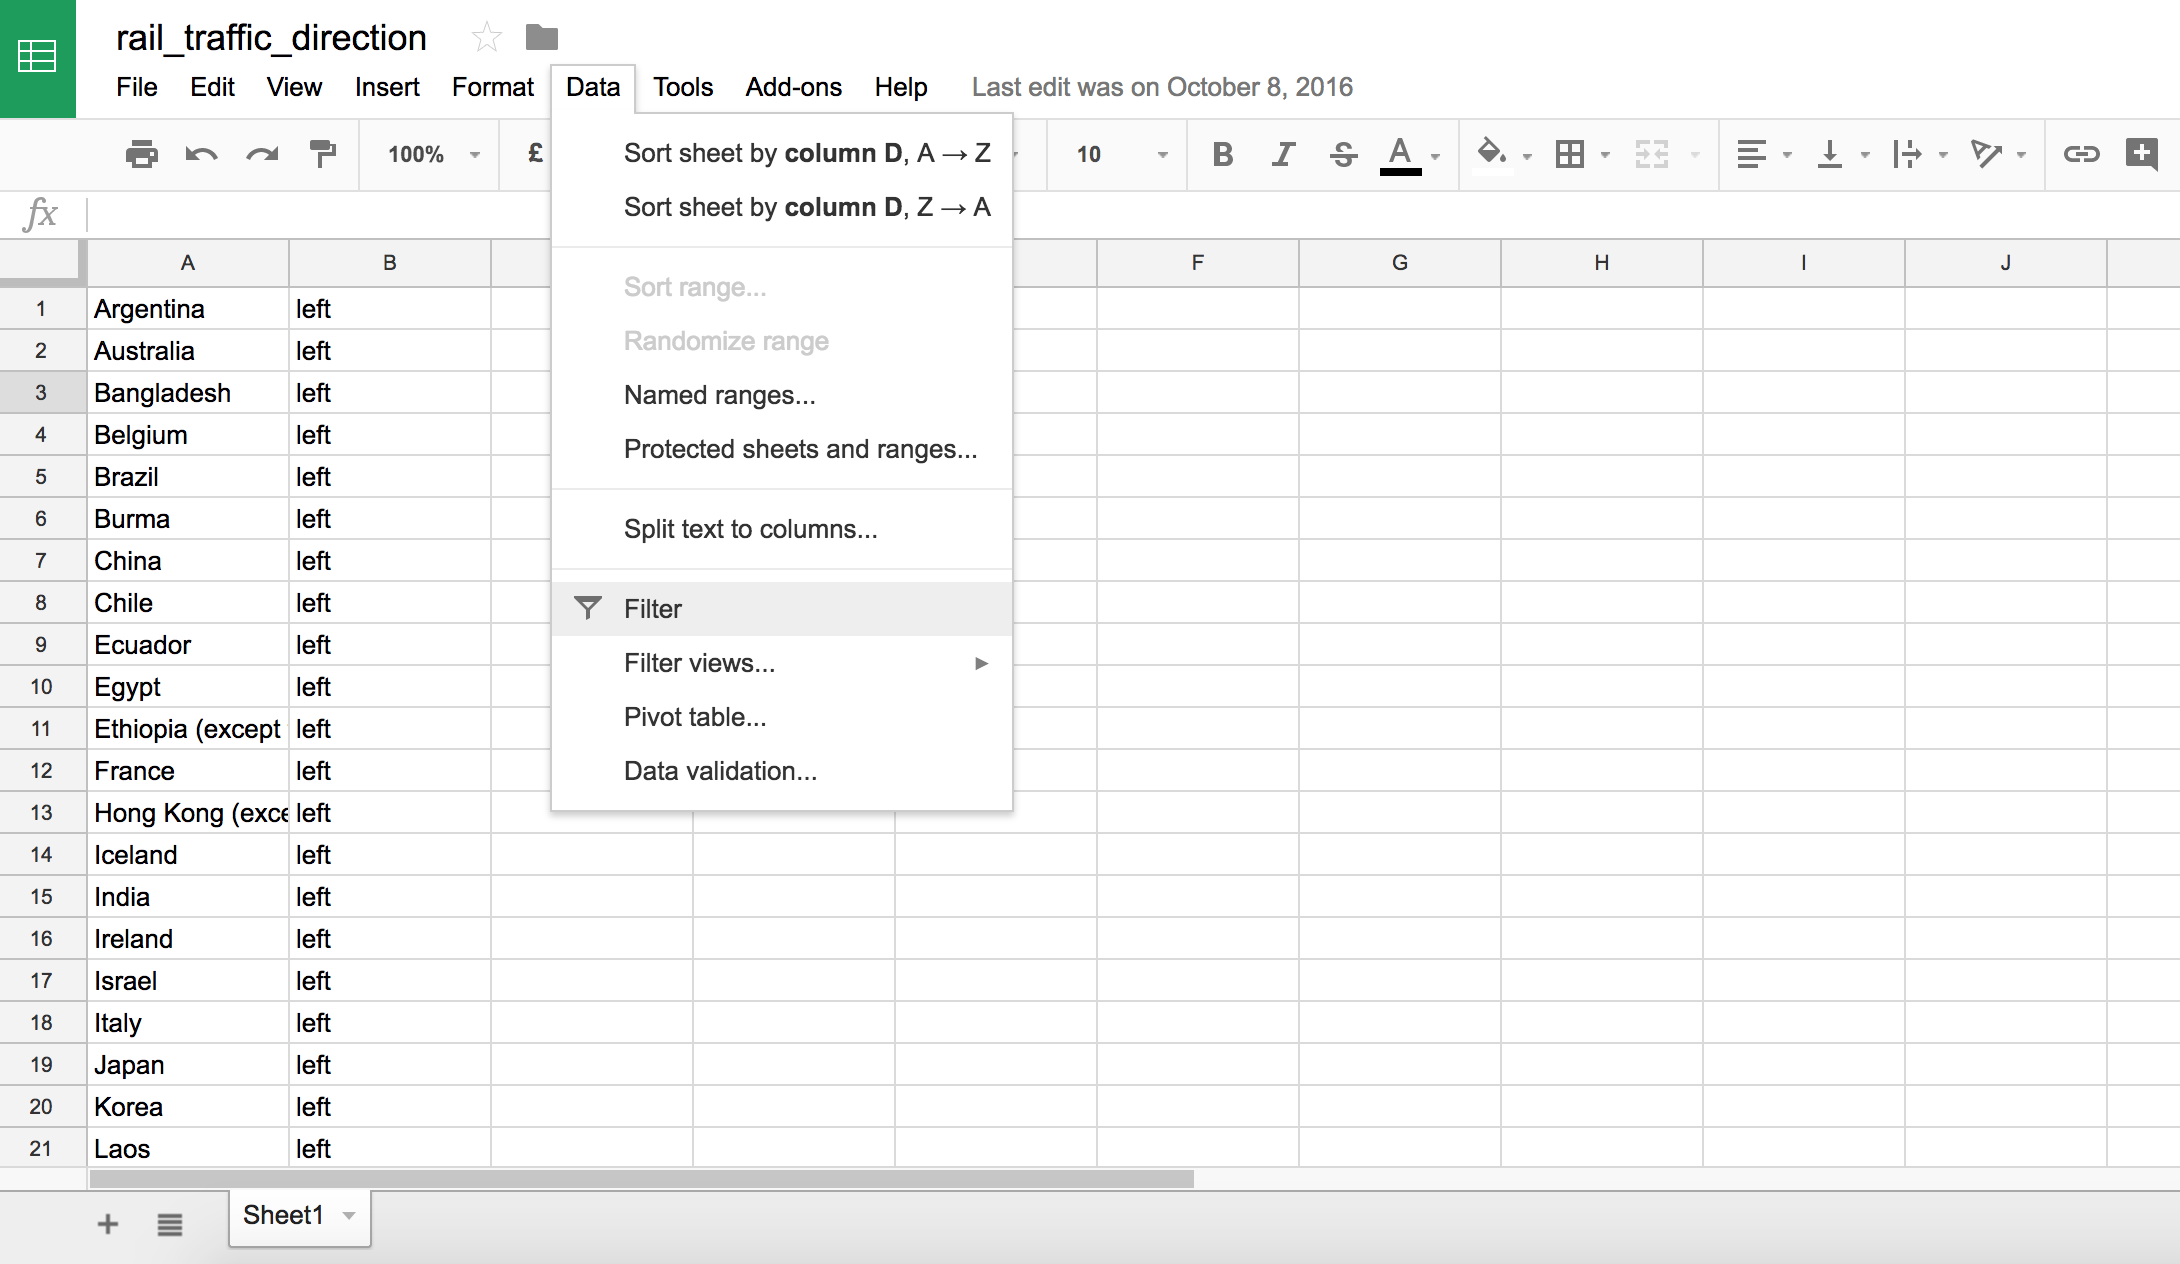 rail_traffic_direction
File Edit View Insert Format Data Tools Add-ons Help Last edit was on October 8, 2016
100% £ 10 B I S A
fx
A B F G H I J
1 Argentina left
2 Australia left
3 Bangladesh left
4 Belgium left
5 Brazil left
6 Burma left
7 China left
8 Chile left
9 Ecuador left
10 Egypt left
11 Ethiopia (except left
12 France left
13 Hong Kong (exce left
14 Iceland left
15 India left
16 Ireland left
17 Israel left
18 Italy left
19 Japan left
20 Korea left
21 Laos left
Sort sheet by column D, A → Z
Sort sheet by column D, Z → A
Sort range...
Randomize range
Named ranges...
Protected sheets and ranges...
Split text to columns...
Filter
Filter views...
Pivot table...
Data validation...
Sheet1